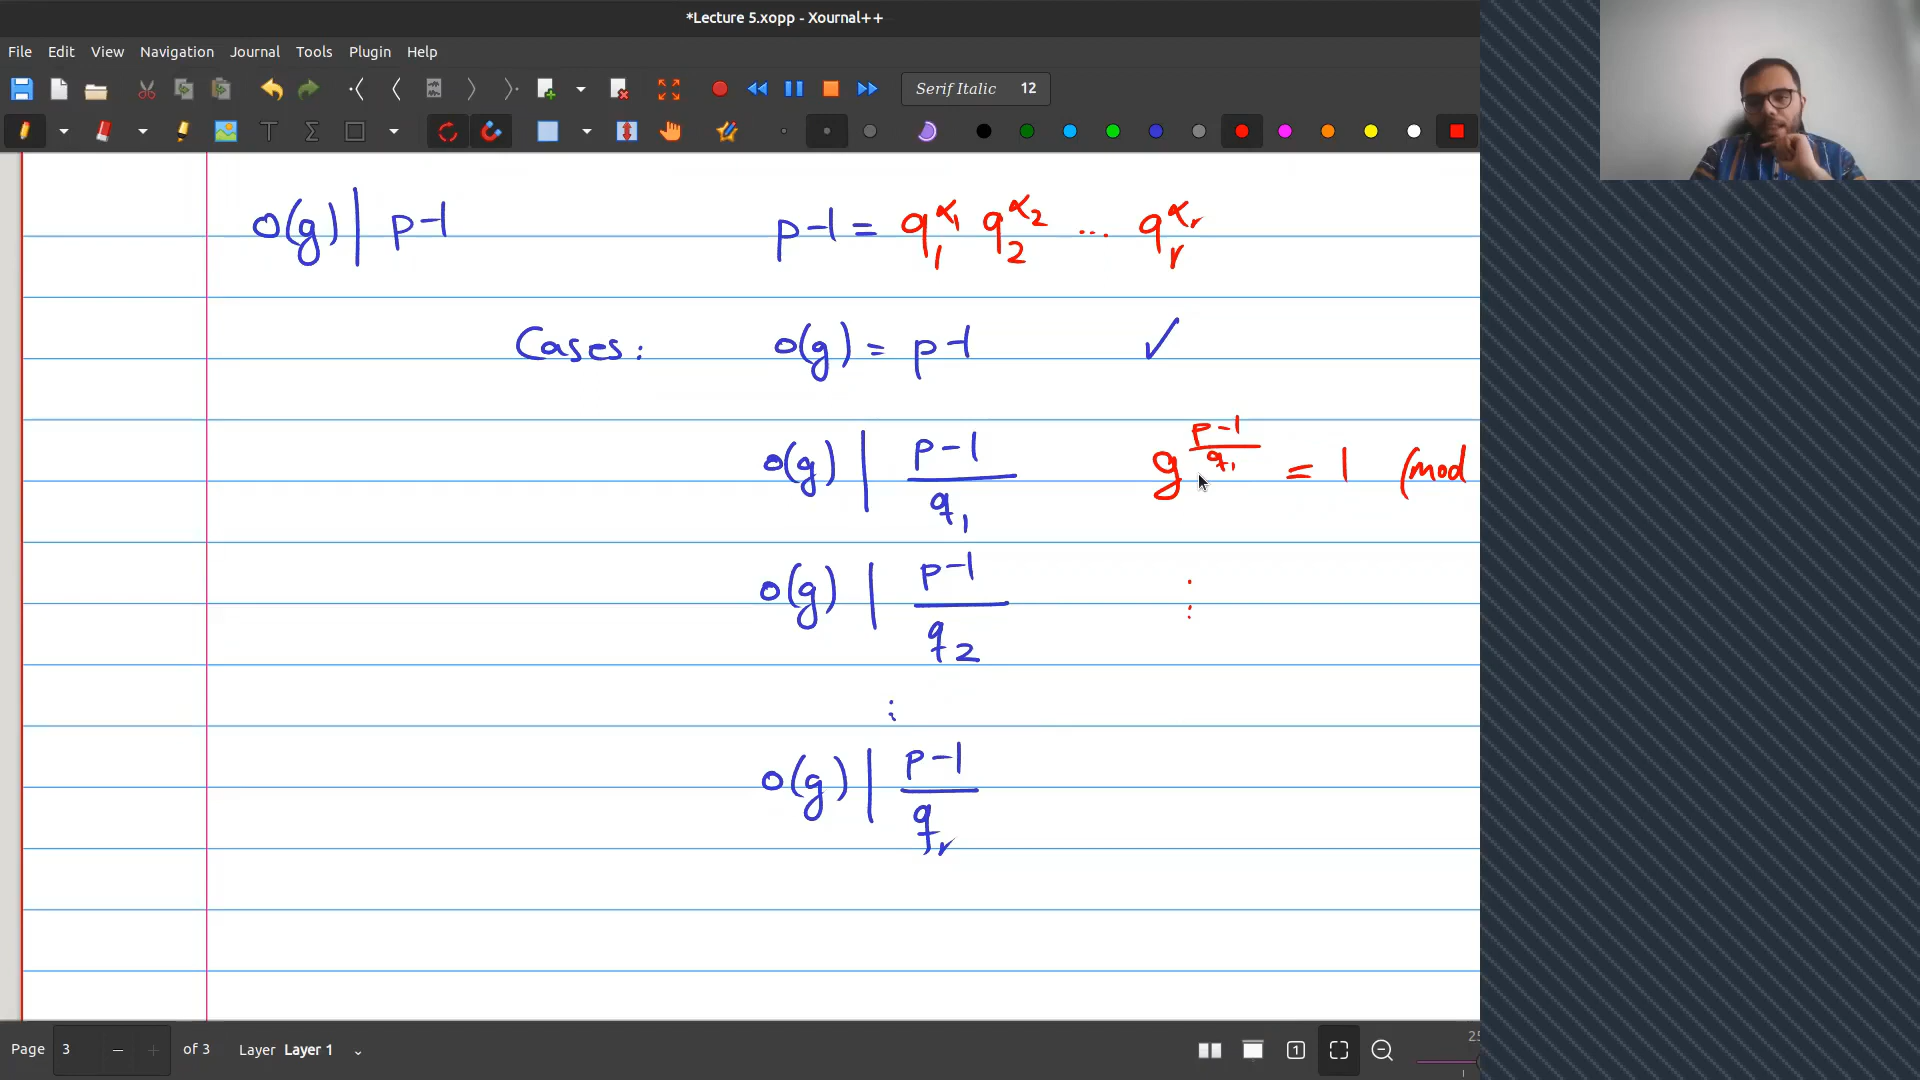 *Lecture 5.xopp - Xournal++
File Edit View Navigation Journal Tools Plugin Help
Serif Italic 12
o(g) | p-1 p-1 = q₁^α₁ q₂^α₂ ... qᵣ^αᵣ
Cases: o(g) = p-1 ✓
o(g) | (p-1)/q₁ g^((p-1)/q₁) = 1 (mod
o(g) | (p-1)/q₂ ⋮
⋮
o(g) | (p-1)/qᵣ
Page 3 of 3 Layer Layer 1 1 25